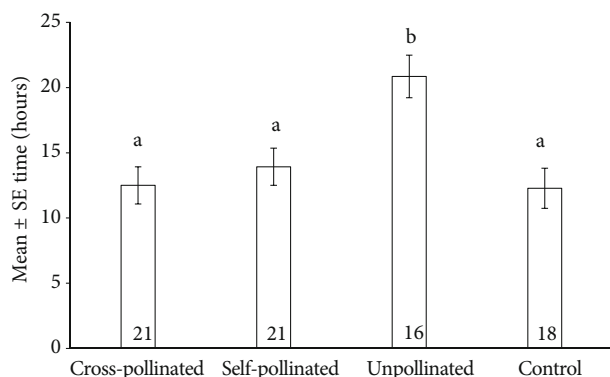 Mean ± SE time (hours)
25
20
15
10
5
0
a
a
b
a
21
21
16
18
Cross-pollinated
Self-pollinated
Unpollinated
Control